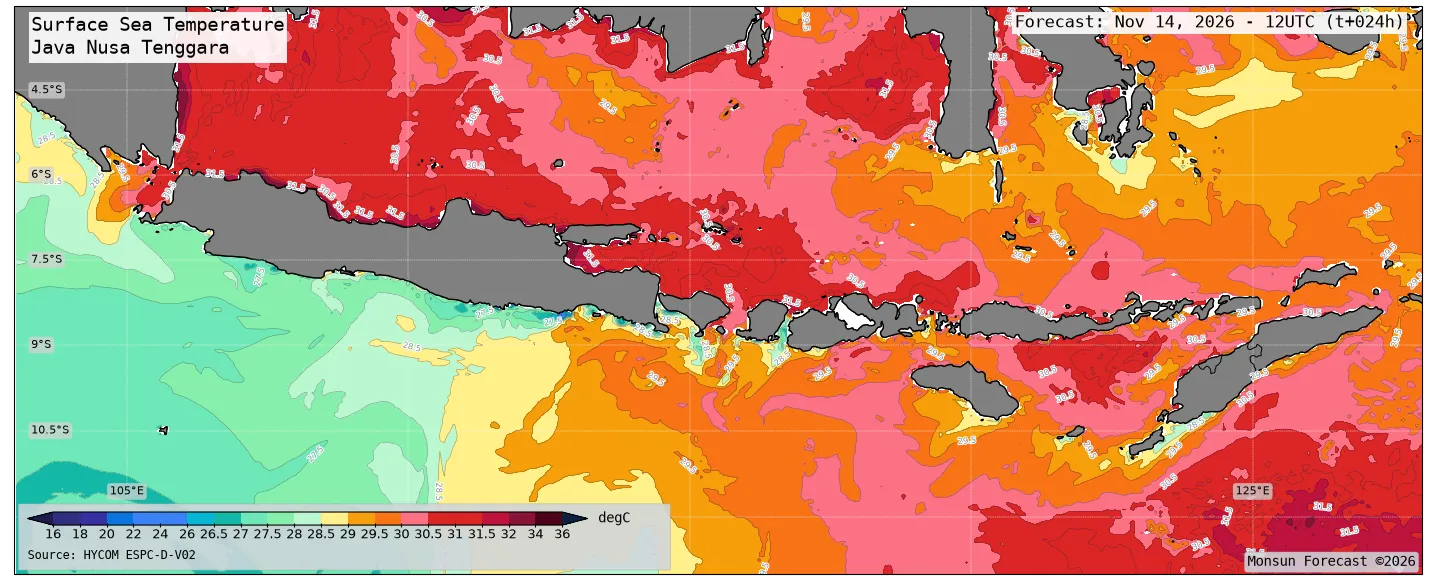 Surface Sea Temperature
Java Nusa Tenggara
Forecast: Nov 14, 2026 - 12UTC (t+024h)
4.5°S
6°S
7.5°S
9°S
10.5°S
105°E
125°E
degC
16 18 20 22 24 26 26.5 27 27.5 28 28.5 29 29.5 30 30.5 31 31.5 32 34 36
Source: HYCOM ESPC-D-V02
Monsun Forecast ©2026